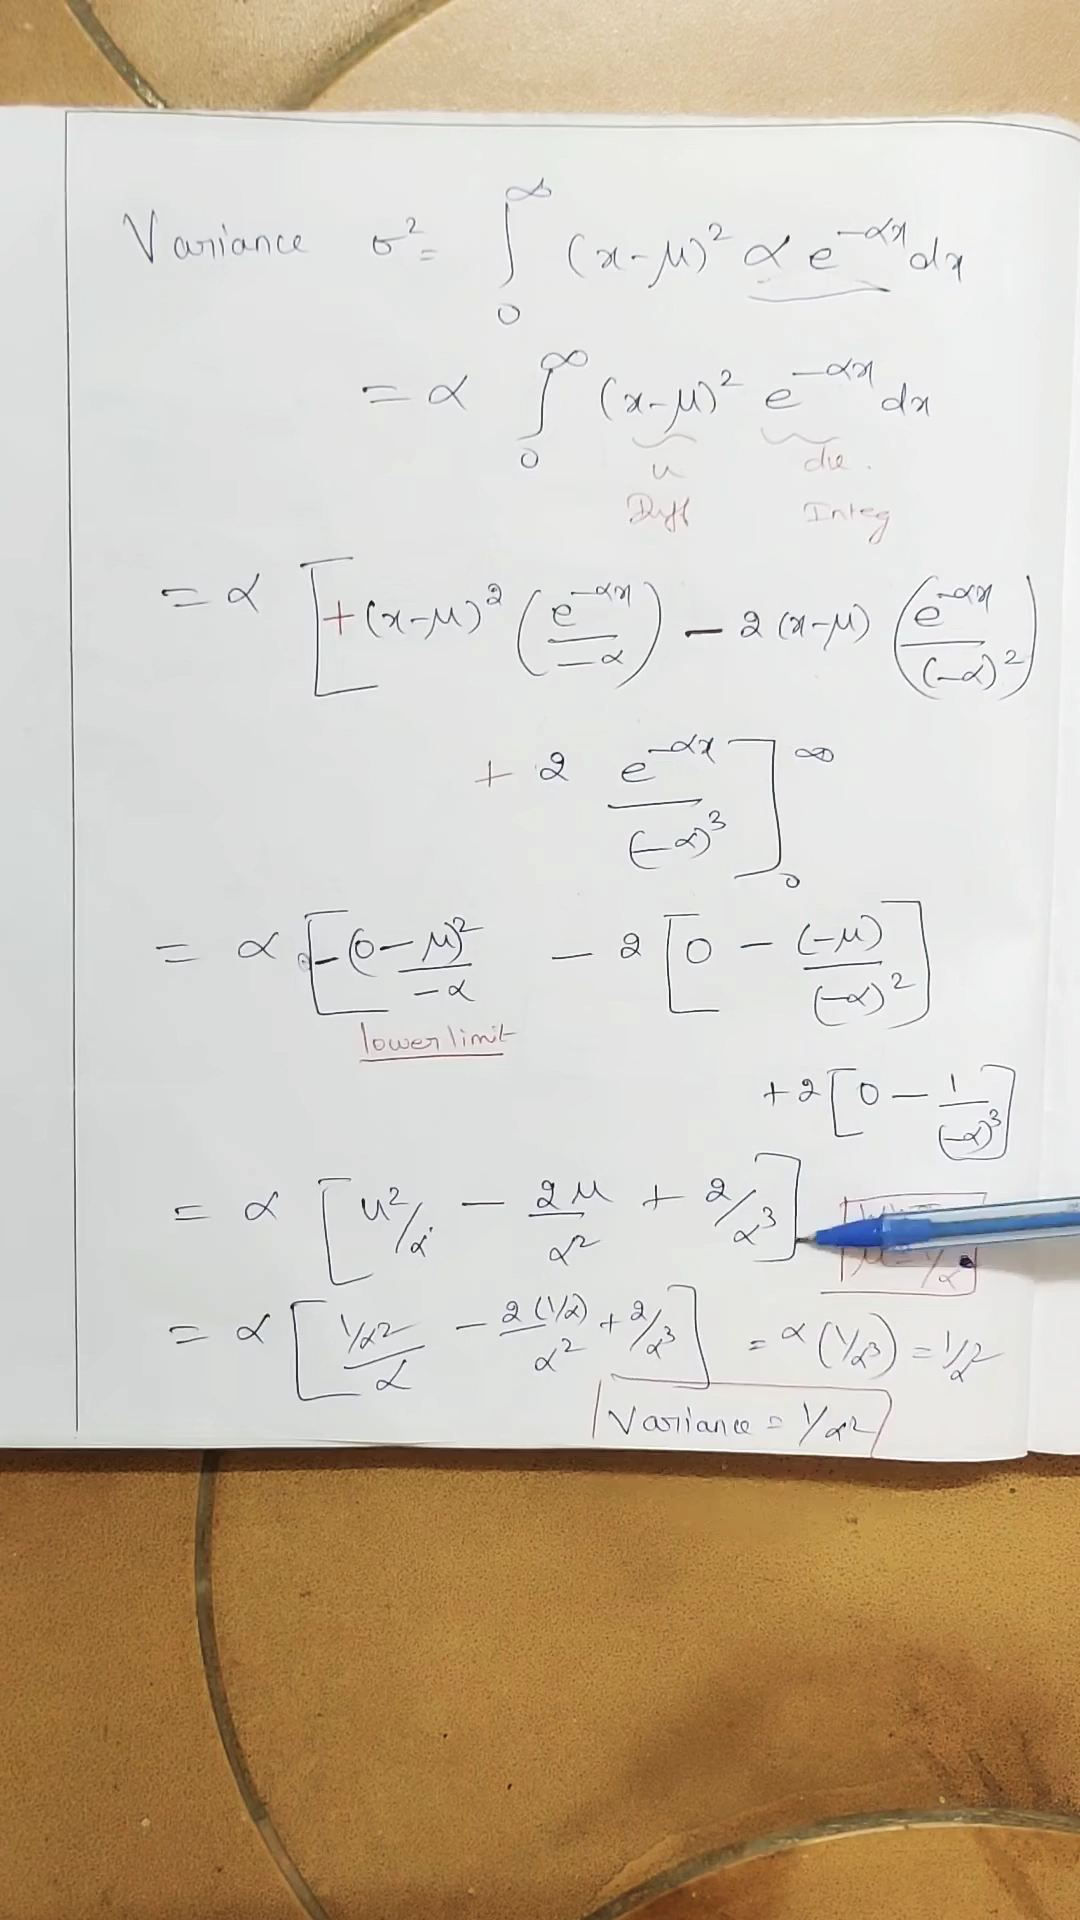 Variance σ² = ∫₀^∞ (x-μ)² α e^{-αx} dx
= α ∫₀^∞ (x-μ)² e^{-αx} dx
u dv.
Diff Integ
= α [ + (x-μ)² (e^{-αx}/-α) - 2(x-μ) (e^{-αx}/(-α)²)
+ 2 e^{-αx}/(-α)³ ]₀^∞
= α [ -(0-μ)²/-α - 2 [ 0 - (-μ)/(-α)² ]
lower limit
+2 [ 0 - 1/(-α)³ ]
= α [ μ²/α - 2μ/α² + 2/α³ ] μ = 1/α
= α [ 1/α²/α - 2(1/α)/α² + 2/α³ ] = α (1/α³) = 1/α²
Variance = 1/α²